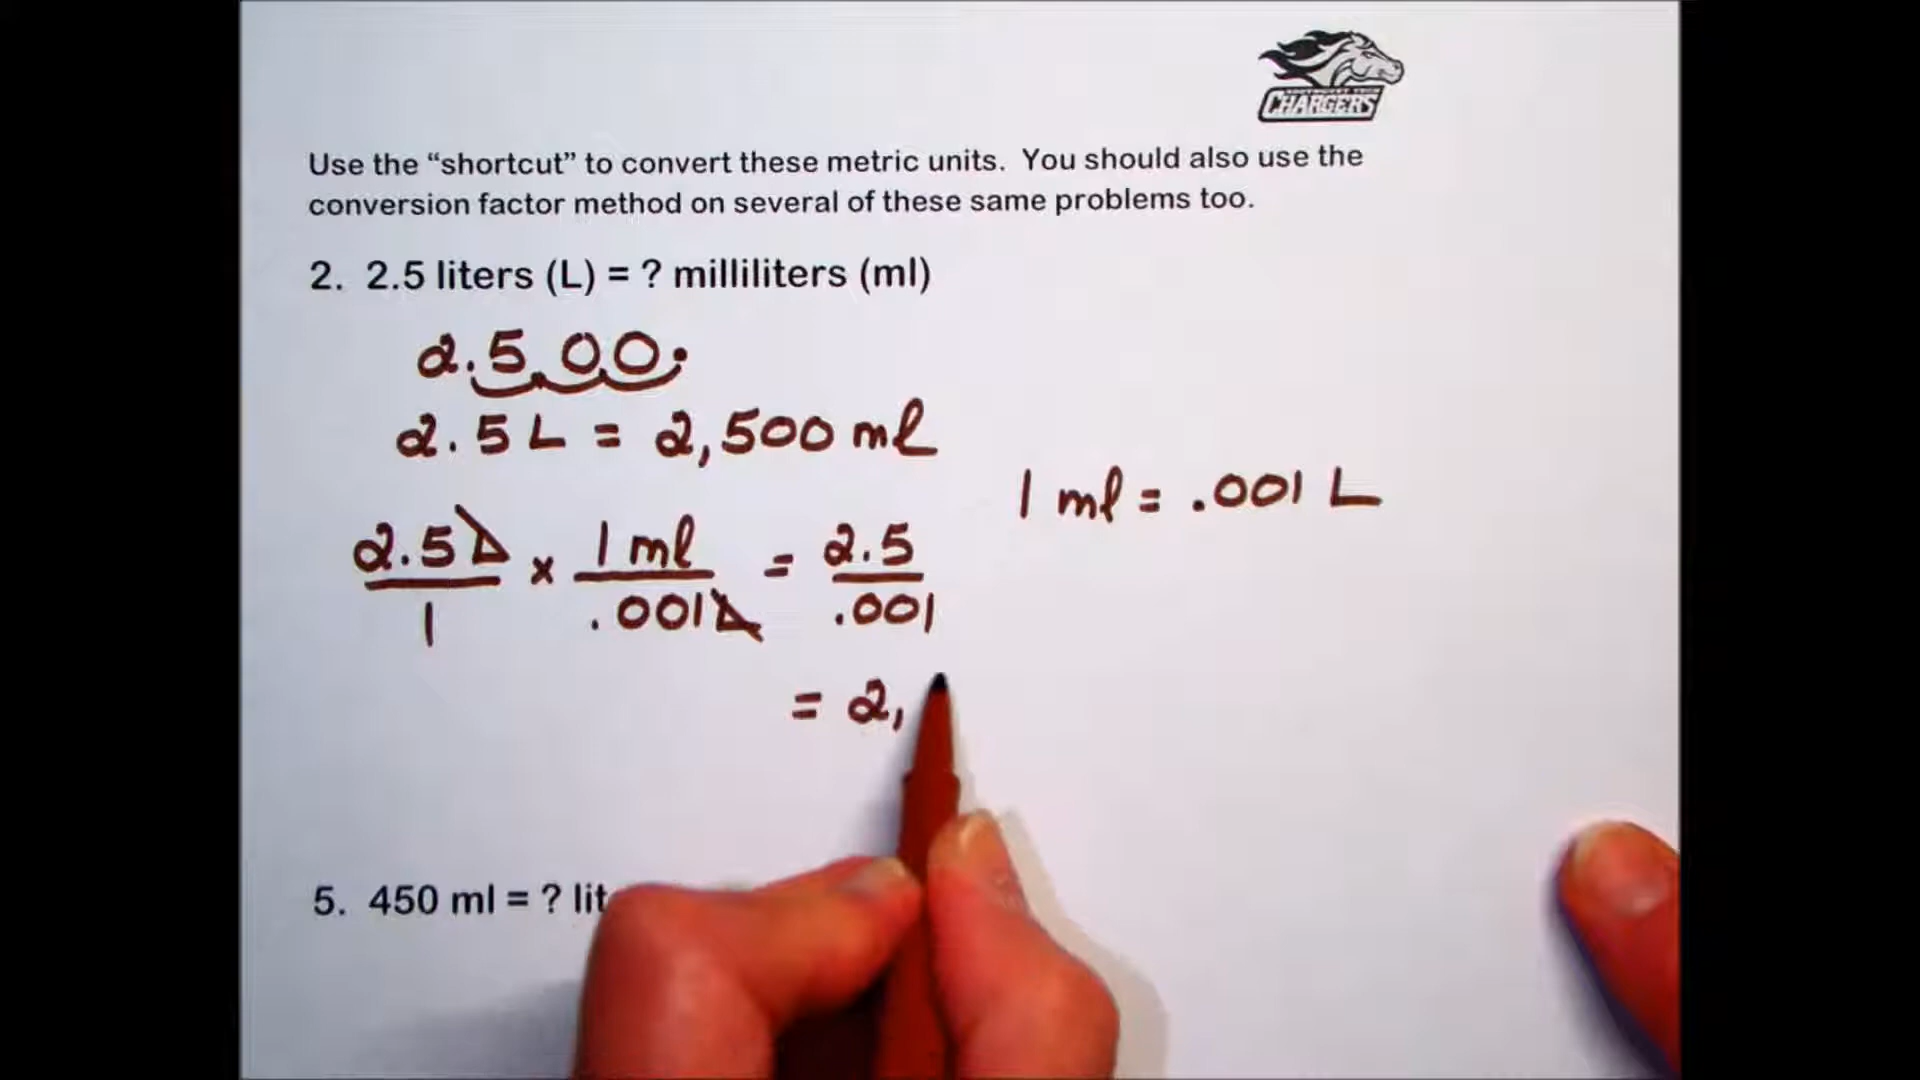 CHARGERS
Use the “shortcut” to convert these metric units. You should also use the
conversion factor method on several of these same problems too.
2. 2.5 liters (L) = ? milliliters (ml)
2.500.
2.5 L = 2,500 ml
1 ml = .001 L
2.5 L / 1 × 1 ml / .001 L = 2.5 / .001
= 2,
5. 450 ml = ? lit